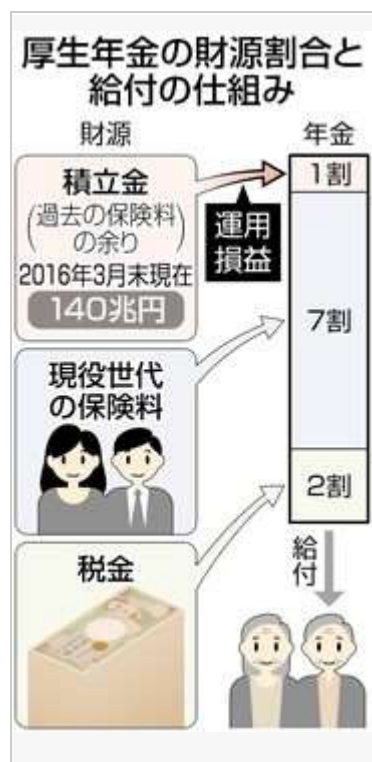 厚生年金の財源割合と
給付の仕組み
財源
年金
積立金
(過去の保険料
の余り)
2016年3月末現在
140兆円
運用
損益
1割
現役世代
の保険料
7割
税金
2割
給付